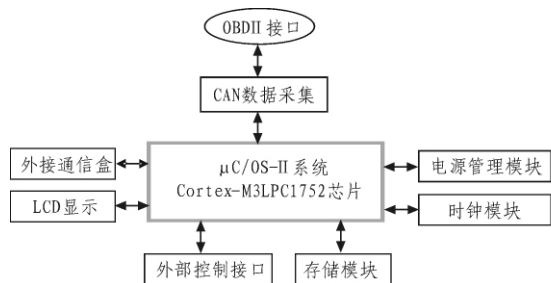 OBDII 接口
CAN数据采集
外接通信盒
μC/OS-II 系统
Cortex-M3LPC1752芯片
电源管理模块
LCD显示
时钟模块
外部控制接口
存储模块